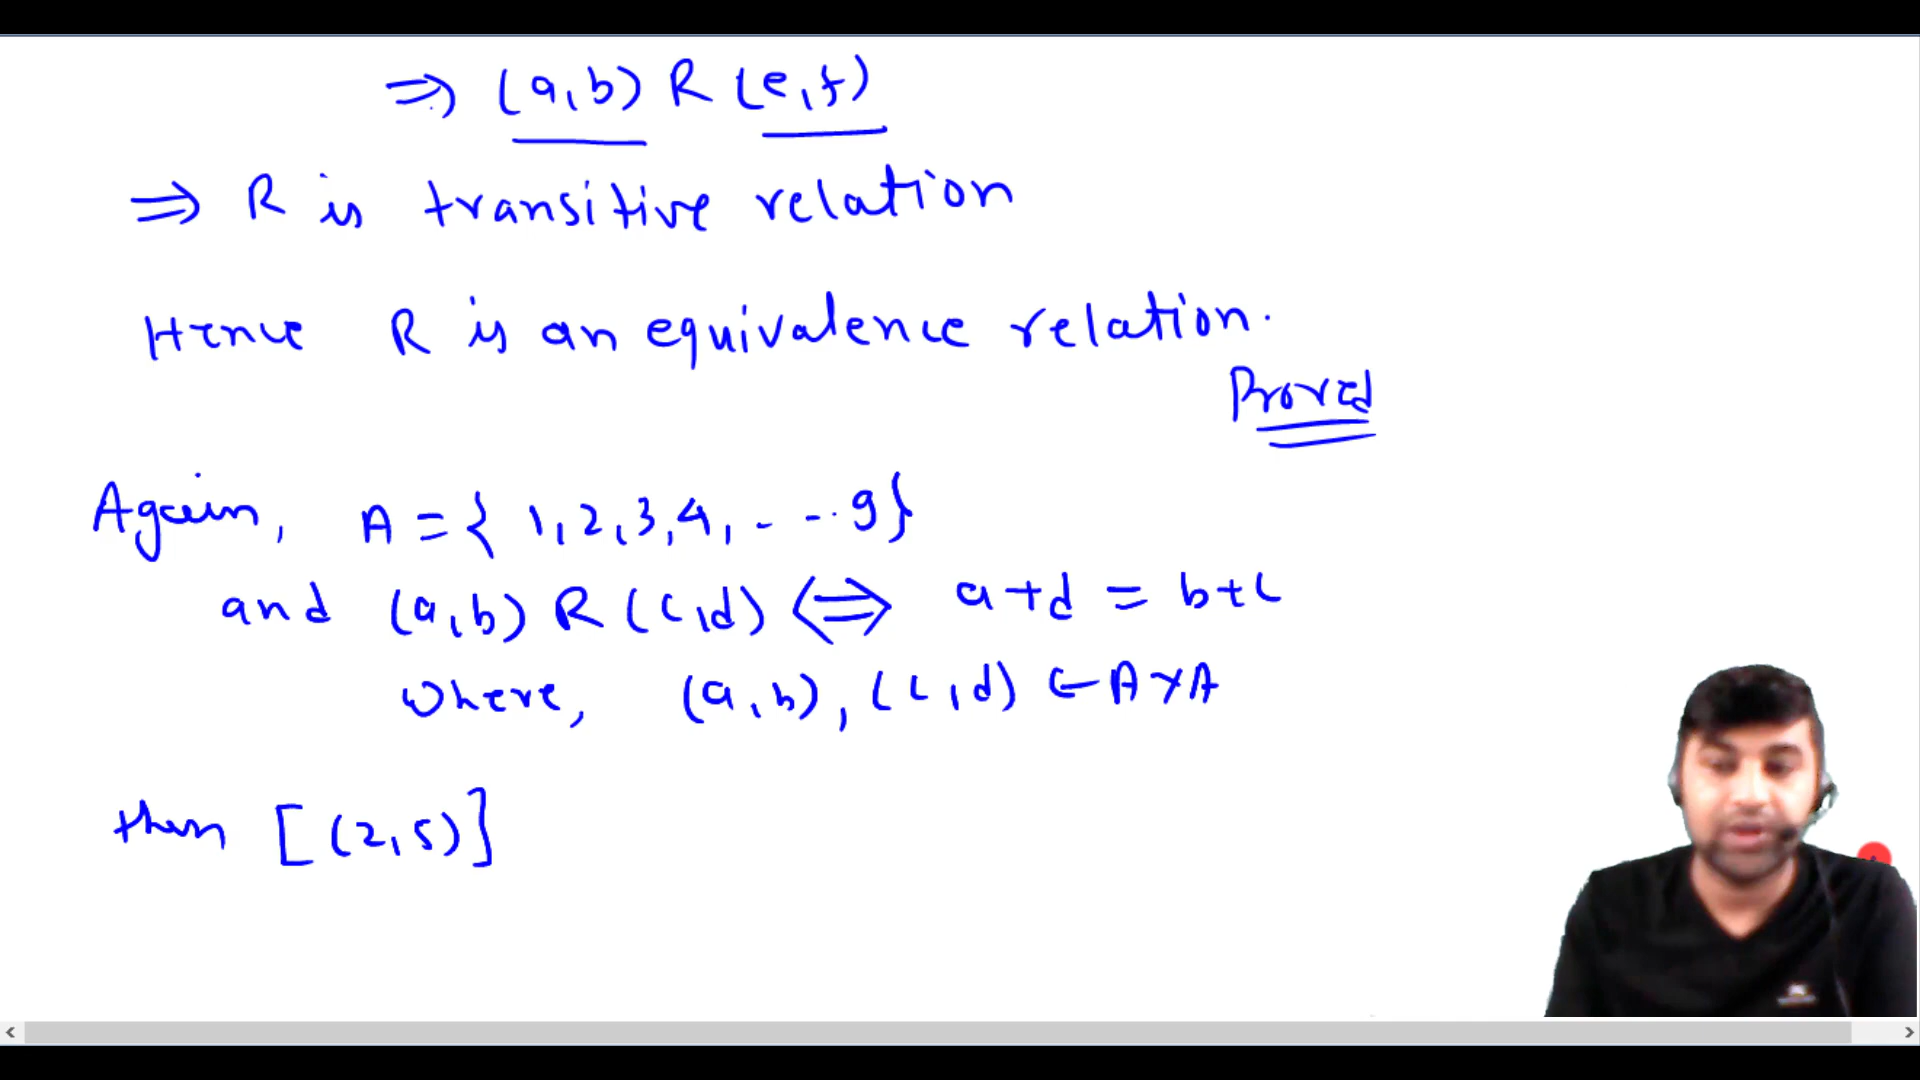 ⇒ (a,b) R (e,f)
⇒ R is transitive relation
Hence R is an equivalence relation.
Proved
Again, A = { 1,2,3,4, - -.. 9}
and (a,b) R (c,d) ⇔ a+d = b+c
where, (a,b), (c,d) ∈ A×A
then [(2,5)]